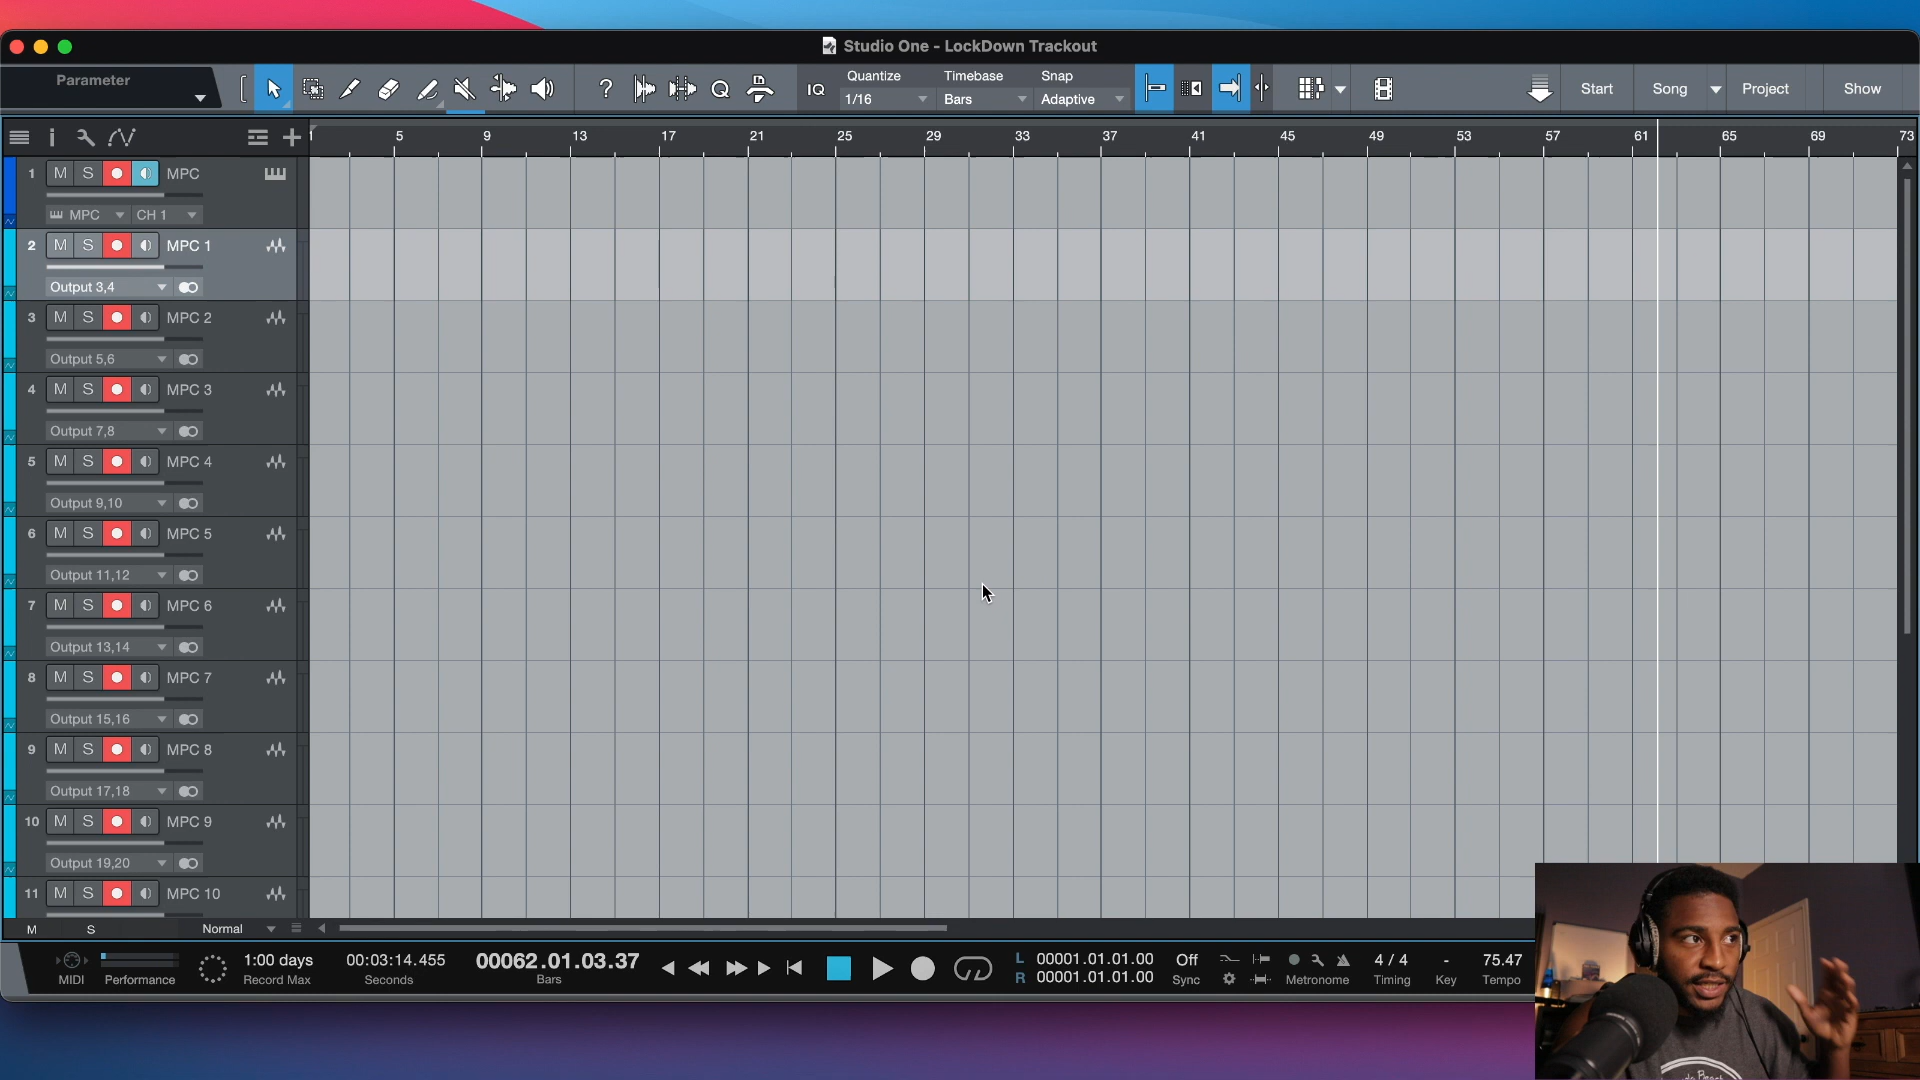 Studio One - LockDown Trackout
Parameter
? IQ Quantize 1/16 Timebase Bars Snap Adaptive Start Song Project Show
1 5 9 13 17 21 25 29 33 37 41 45 49 53 57 61 65 69 73
1 M S MPC
MPC CH 1
2 M S MPC 1
Output 3,4
3 M S MPC 2
Output 5,6
4 M S MPC 3
Output 7,8
5 M S MPC 4
Output 9,10
6 M S MPC 5
Output 11,12
7 M S MPC 6
Output 13,14
8 M S MPC 7
Output 15,16
9 M S MPC 8
Output 17,18
10 M S MPC 9
Output 19,20
11 M S MPC 10
M S Normal
MIDI
Performance
1:00 days
Record Max
00:03:14.455
Seconds
00062.01.03.37
Bars
L 00001.01.01.00
R 00001.01.01.00
Off
Sync
Metronome
4 / 4
Timing
-
Key
75.47
Tempo